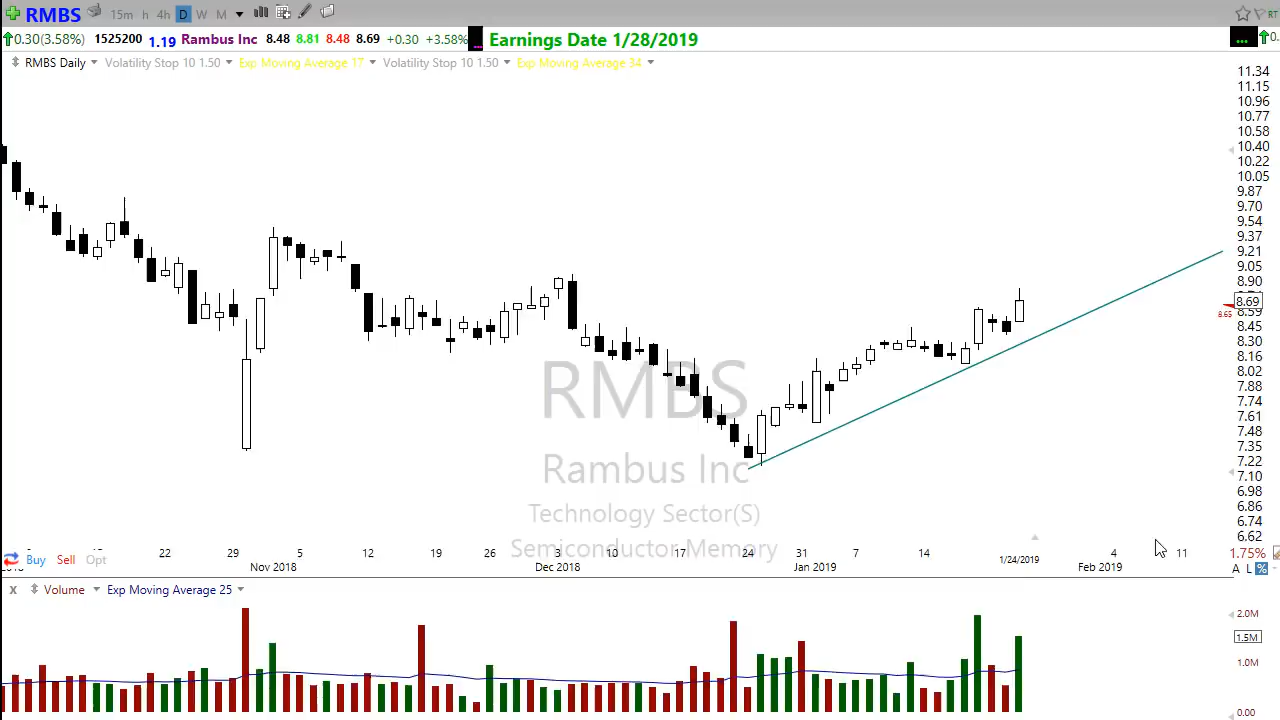 RMBS 15m h 4h D W M
RT
0.30(3.58%) 1525200 1.19 Rambus Inc 8.48 8.81 8.48 8.69 +0.30 +3.58% ... Earnings Date 1/28/2019
... 0.
RMBS Daily Volatility Stop 10 1.50 Exp Moving Average 17 Volatility Stop 10 1.50 Exp Moving Average 34
11.34
11.15
10.96
10.77
10.58
10.40
10.22
10.05
9.87
9.70
9.54
9.37
9.21
9.05
8.90
8.69
8.65
8.59
8.45
8.30
8.16
8.02
7.88
7.74
7.61
7.48
7.35
7.22
7.10
6.98
6.86
6.74
6.62
RMBS
Rambus Inc
Technology Sector(S)
Semiconductor Memory
22 29 5 12 19 26 3 10 17 24 31 7 14 1/24/2019 4 11
Buy Sell Opt
1.75%
Nov 2018 Dec 2018 Jan 2019 Feb 2019
A L %
X Volume Exp Moving Average 25
2.0M
1.5M
1.0M
0.00